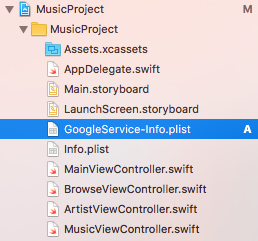 MusicProject M
MusicProject
Assets.xcassets
AppDelegate.swift
Main.storyboard
LaunchScreen.storyboard
GoogleService-Info.plist A
Info.plist
MainViewController.swift
BrowseViewController.swift
ArtistViewController.swift
MusicViewController.swift